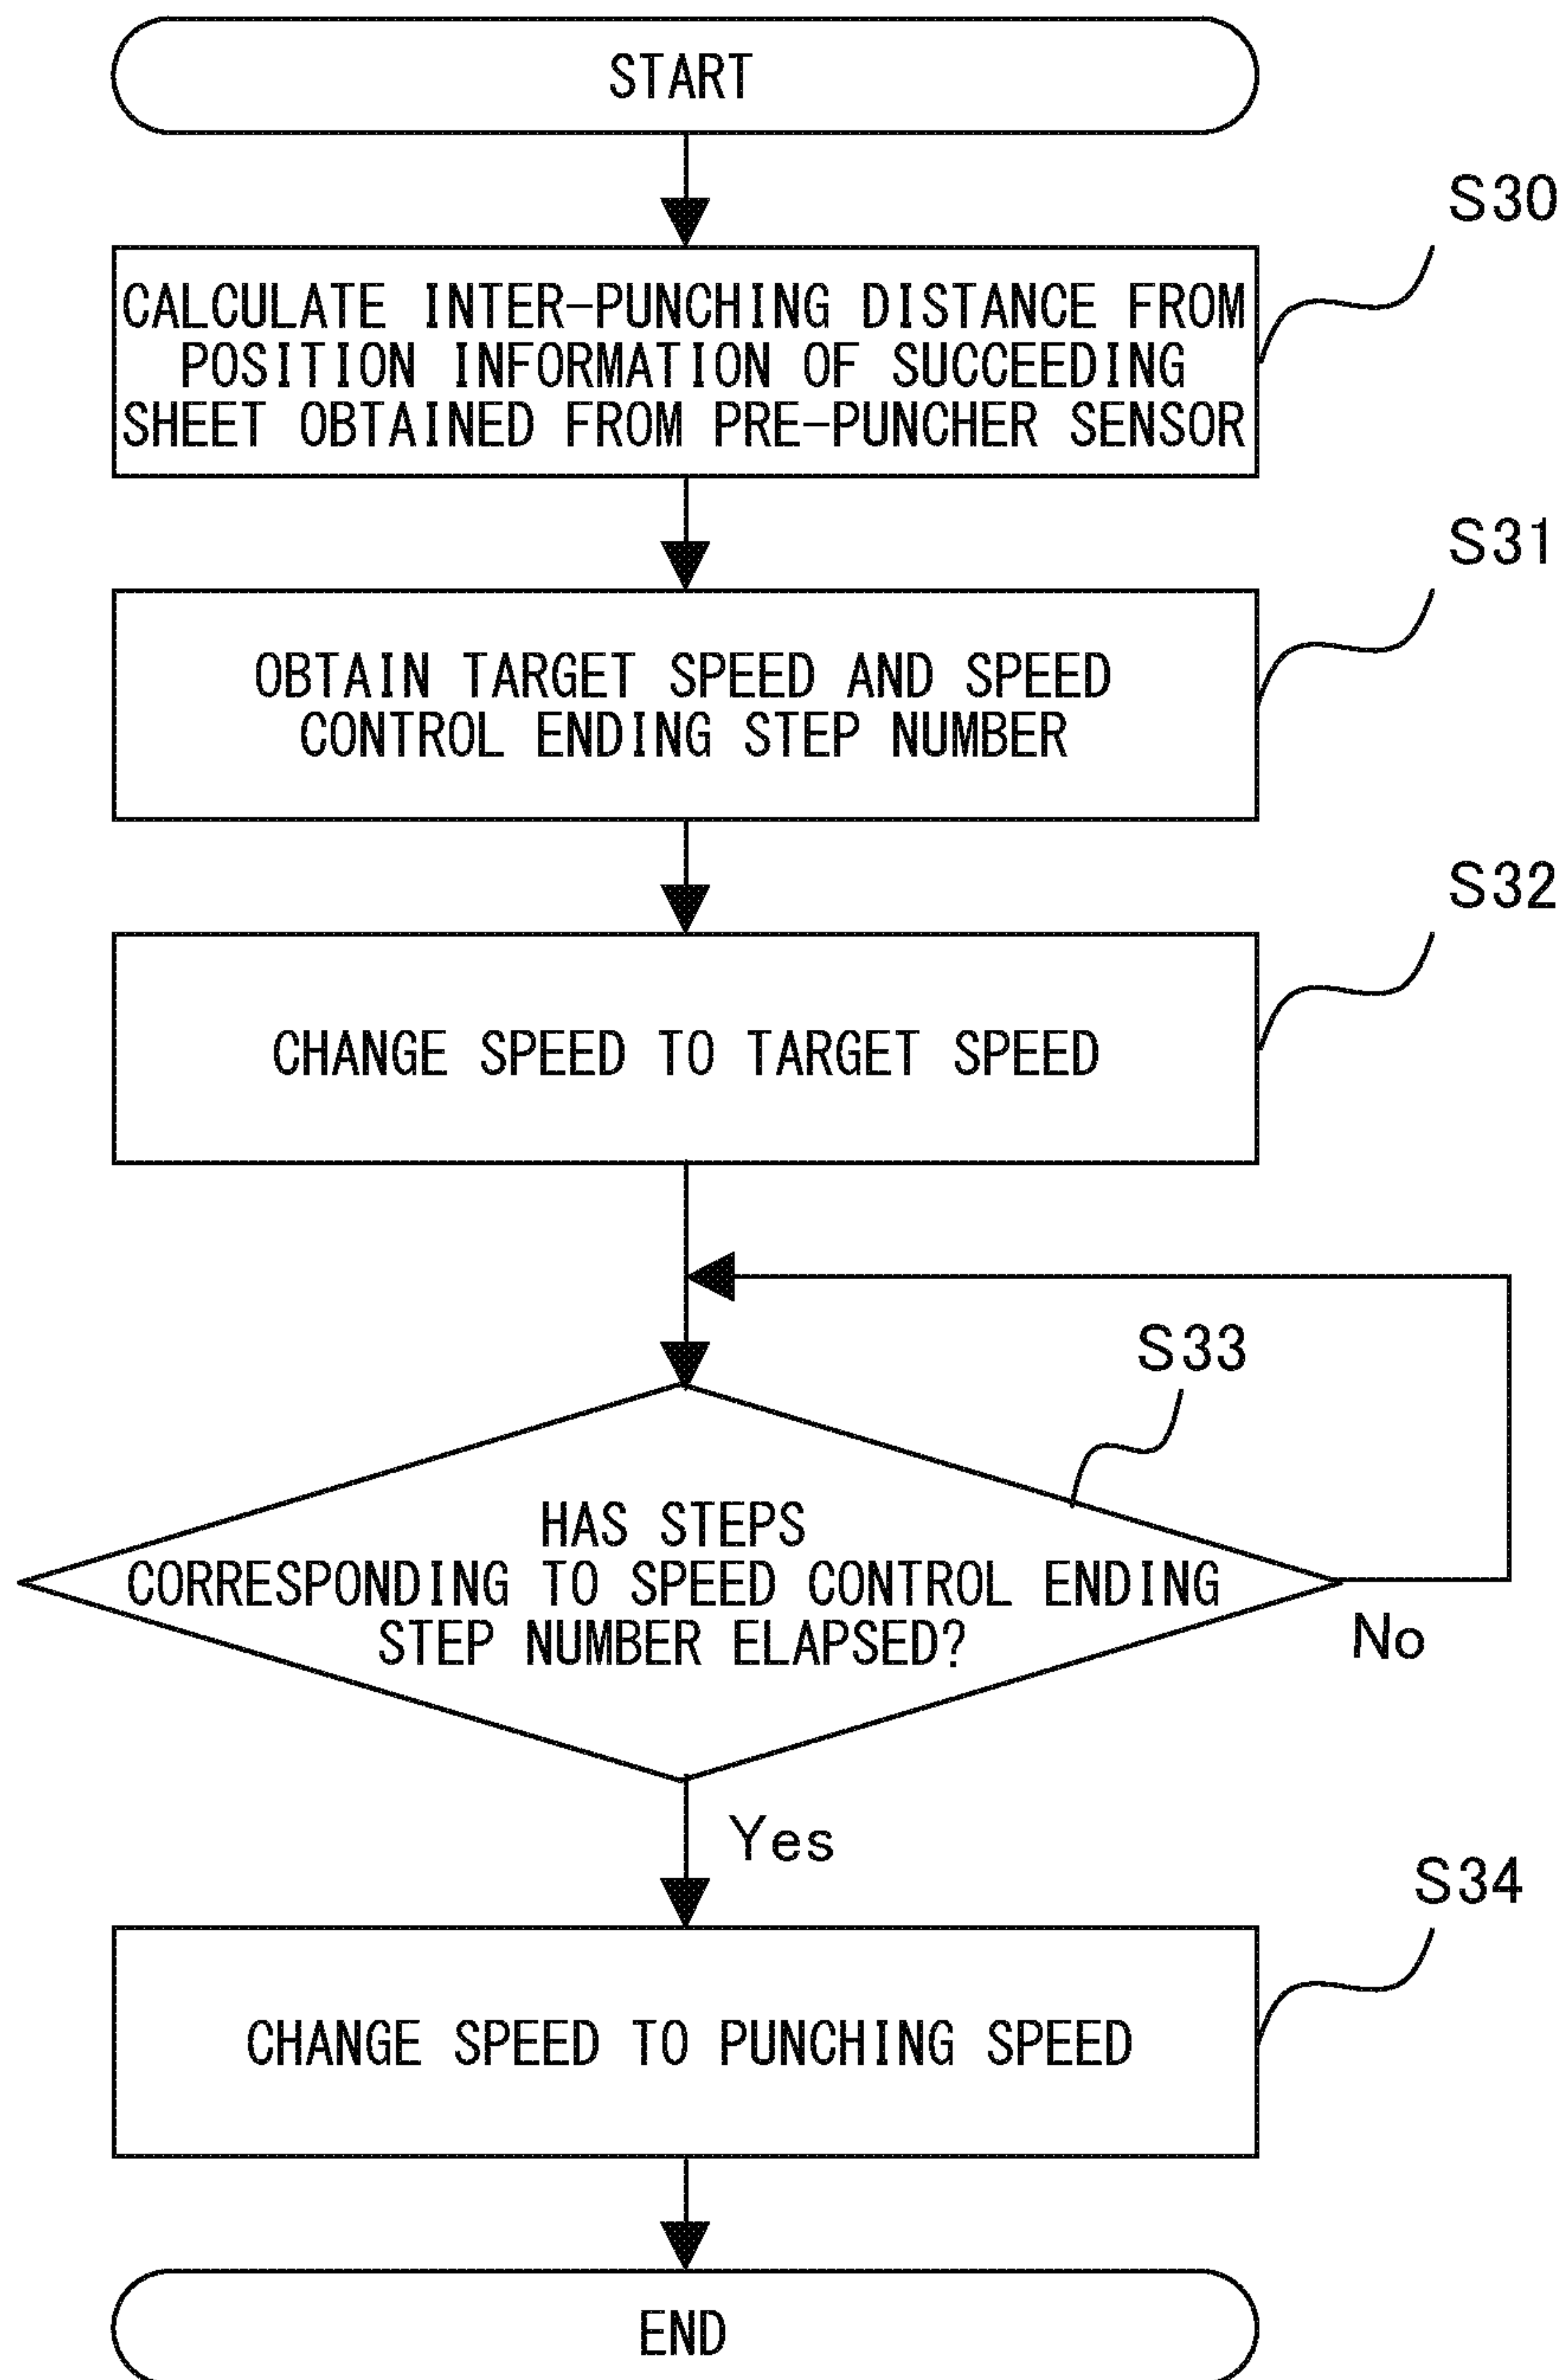 START
S30
CALCULATE INTER-PUNCHING DISTANCE FROM
POSITION INFORMATION OF SUCCEEDING
SHEET OBTAINED FROM PRE-PUNCHER SENSOR
S31
OBTAIN TARGET SPEED AND SPEED
CONTROL ENDING STEP NUMBER
S32
CHANGE SPEED TO TARGET SPEED
S33
HAS STEPS
CORRESPONDING TO SPEED CONTROL ENDING
STEP NUMBER ELAPSED?
No
Yes
S34
CHANGE SPEED TO PUNCHING SPEED
END